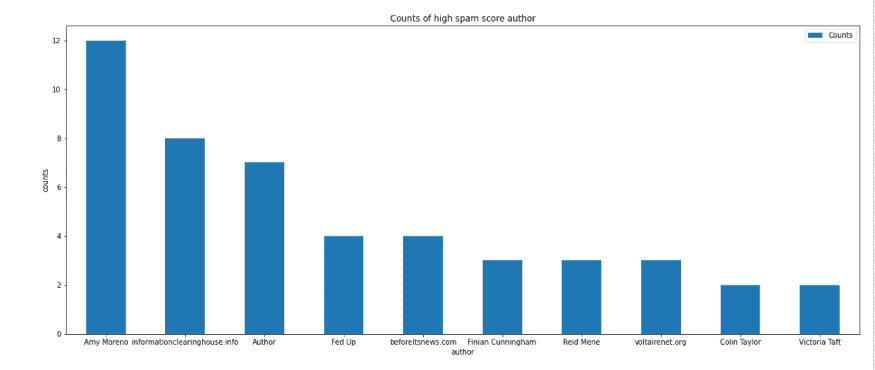 Counts of high spam score author
Counts
12
10
8
6
4
2
0
counts
Amy Moreno informationclearinghouse.info Author Fed Up beforeitsnews.com Finian Cunningham Reid Mene voltairenet.org Colin Taylor Victoria Taft
author